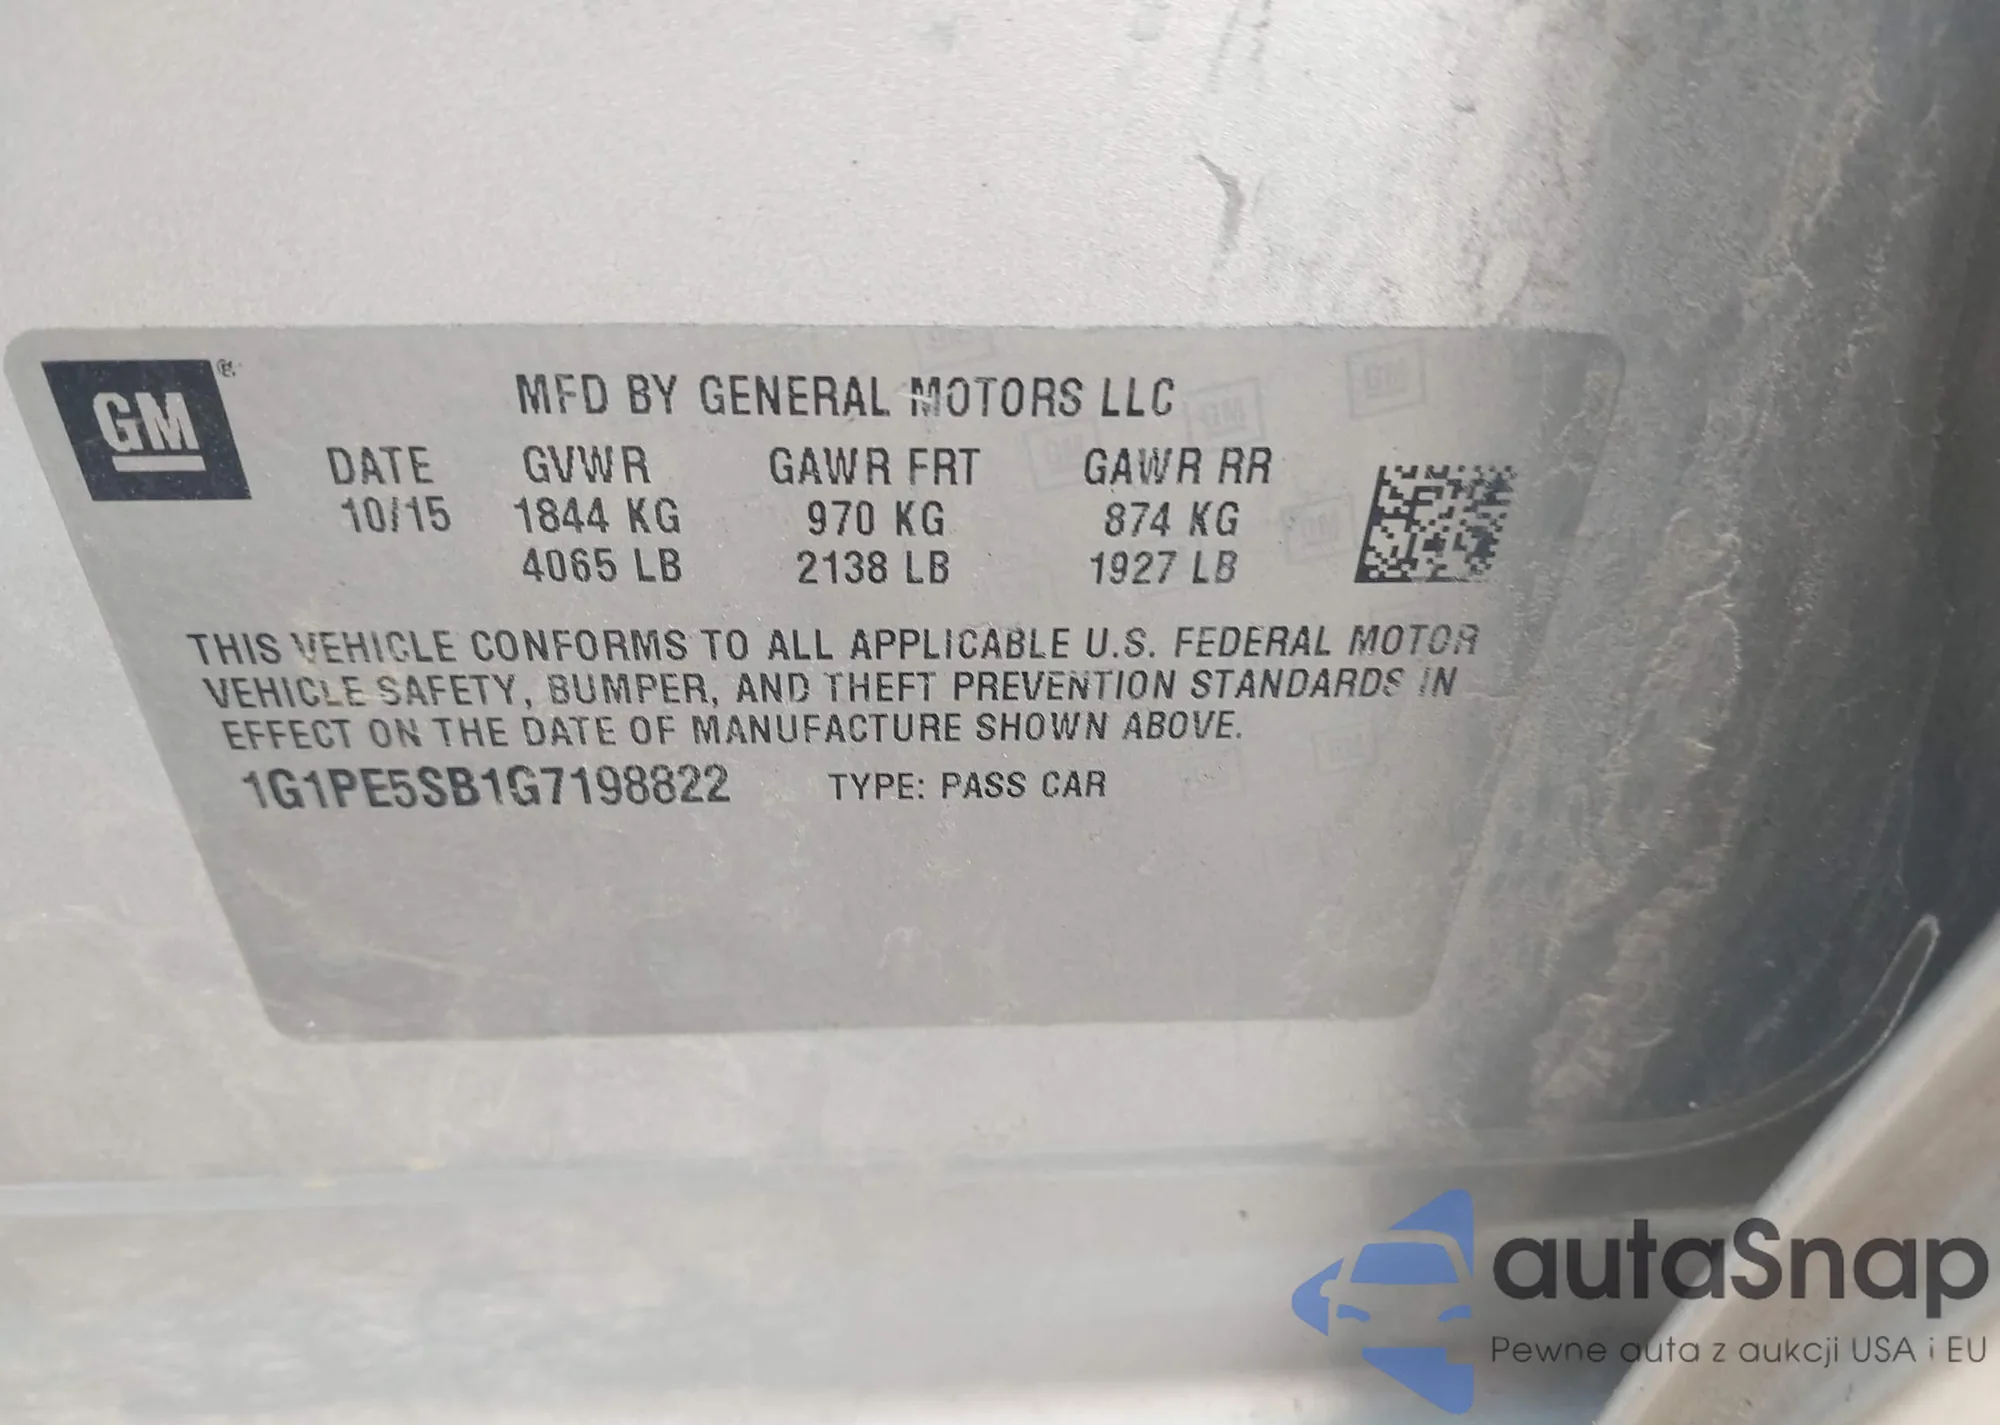 GM
MFD BY GENERAL MOTORS LLC
DATE GVWR GAWR FRT GAWR RR
10/15 1844 KG 970 KG 874 KG
4065 LB 2138 LB 1927 LB
THIS VEHICLE CONFORMS TO ALL APPLICABLE U.S. FEDERAL MOTOR
VEHICLE SAFETY, BUMPER, AND THEFT PREVENTION STANDARDS IN
EFFECT ON THE DATE OF MANUFACTURE SHOWN ABOVE.
1G1PE5SB1G7198822 TYPE: PASS CAR
autaSnap
Pewne auta z aukcji USA i EU